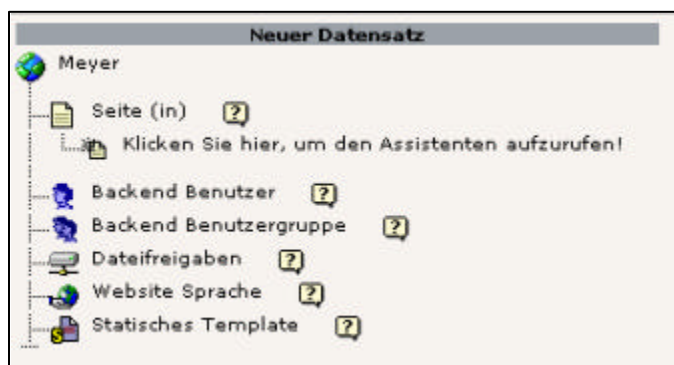 Neuer Datensatz
Meyer
Seite (in) ?
Klicken Sie hier, um den Assistenten aufzurufen!
Backend Benutzer ?
Backend Benutzergruppe ?
Dateifreigaben ?
Website Sprache ?
Statisches Template ?